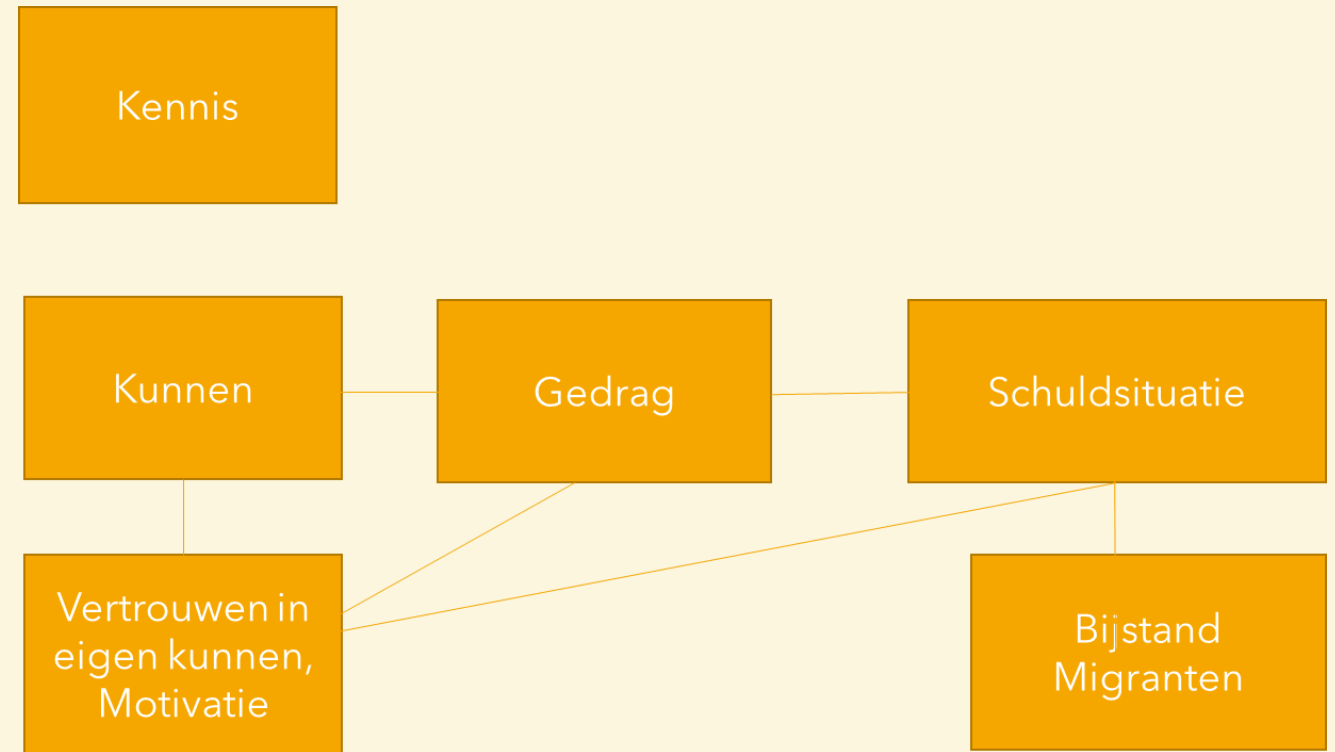 Kennis
Kunnen
Gedrag
Schuldsituatie
Vertrouwen in
eigen kunnen,
Motivatie
Bijstand
Migranten